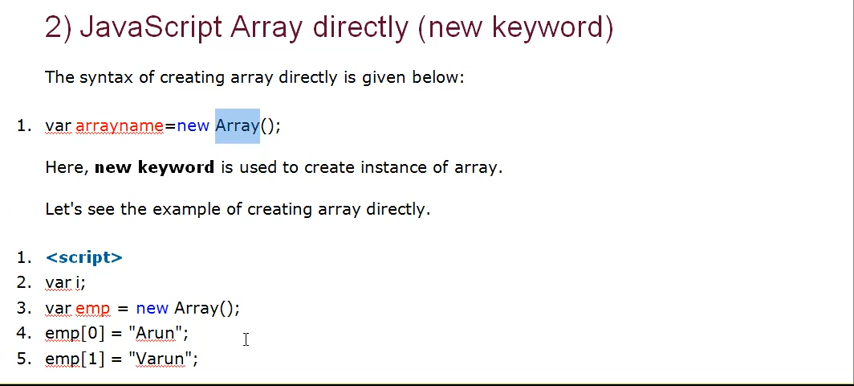 2) JavaScript Array directly (new keyword)
The syntax of creating array directly is given below:
1. var arrayname=new Array();
Here, new keyword is used to create instance of array.
Let's see the example of creating array directly.
1. <script>
2. var i;
3. var emp = new Array();
4. emp[0] = "Arun";
5. emp[1] = "Varun";